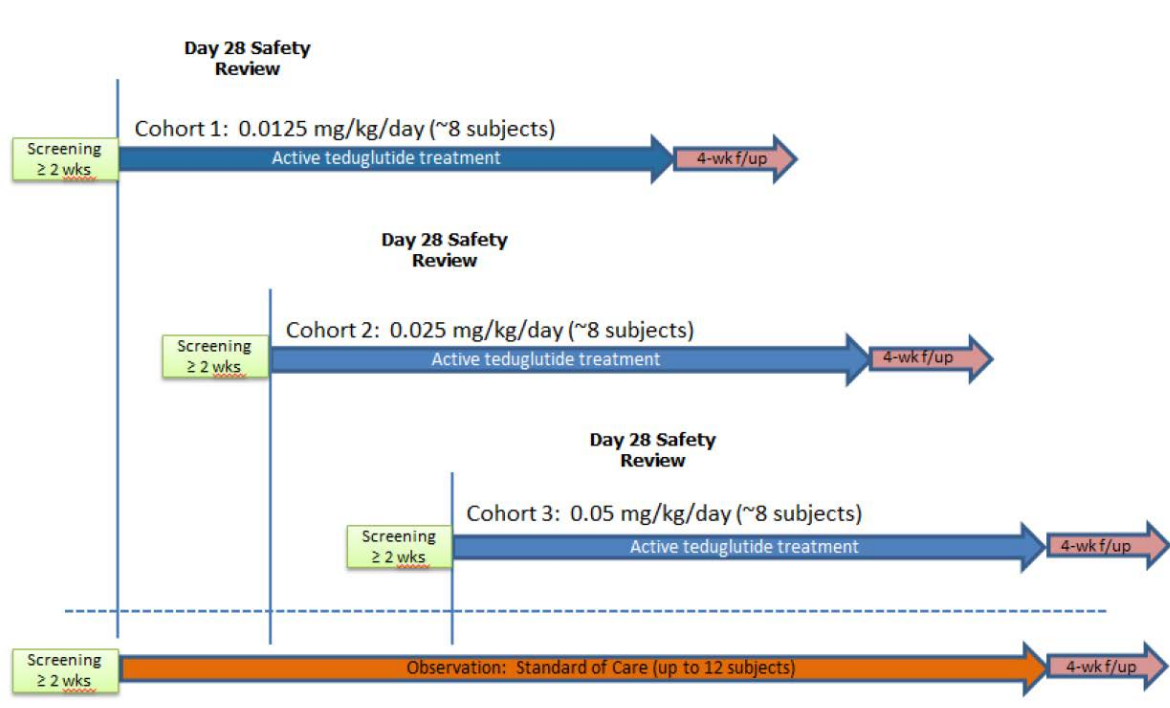 Day 28 Safety
Review
Cohort 1: 0.0125 mg/kg/day (~8 subjects)
Screening
≥ 2 wks
Active teduglutide treatment
4-wk f/up
Day 28 Safety
Review
Cohort 2: 0.025 mg/kg/day (~8 subjects)
Screening
≥ 2 wks
Active teduglutide treatment
4-wk f/up
Day 28 Safety
Review
Cohort 3: 0.05 mg/kg/day (~8 subjects)
Screening
≥ 2 wks
Active teduglutide treatment
4-wk f/up
Screening
≥ 2 wks
Observation: Standard of Care (up to 12 subjects)
4-wk f/up